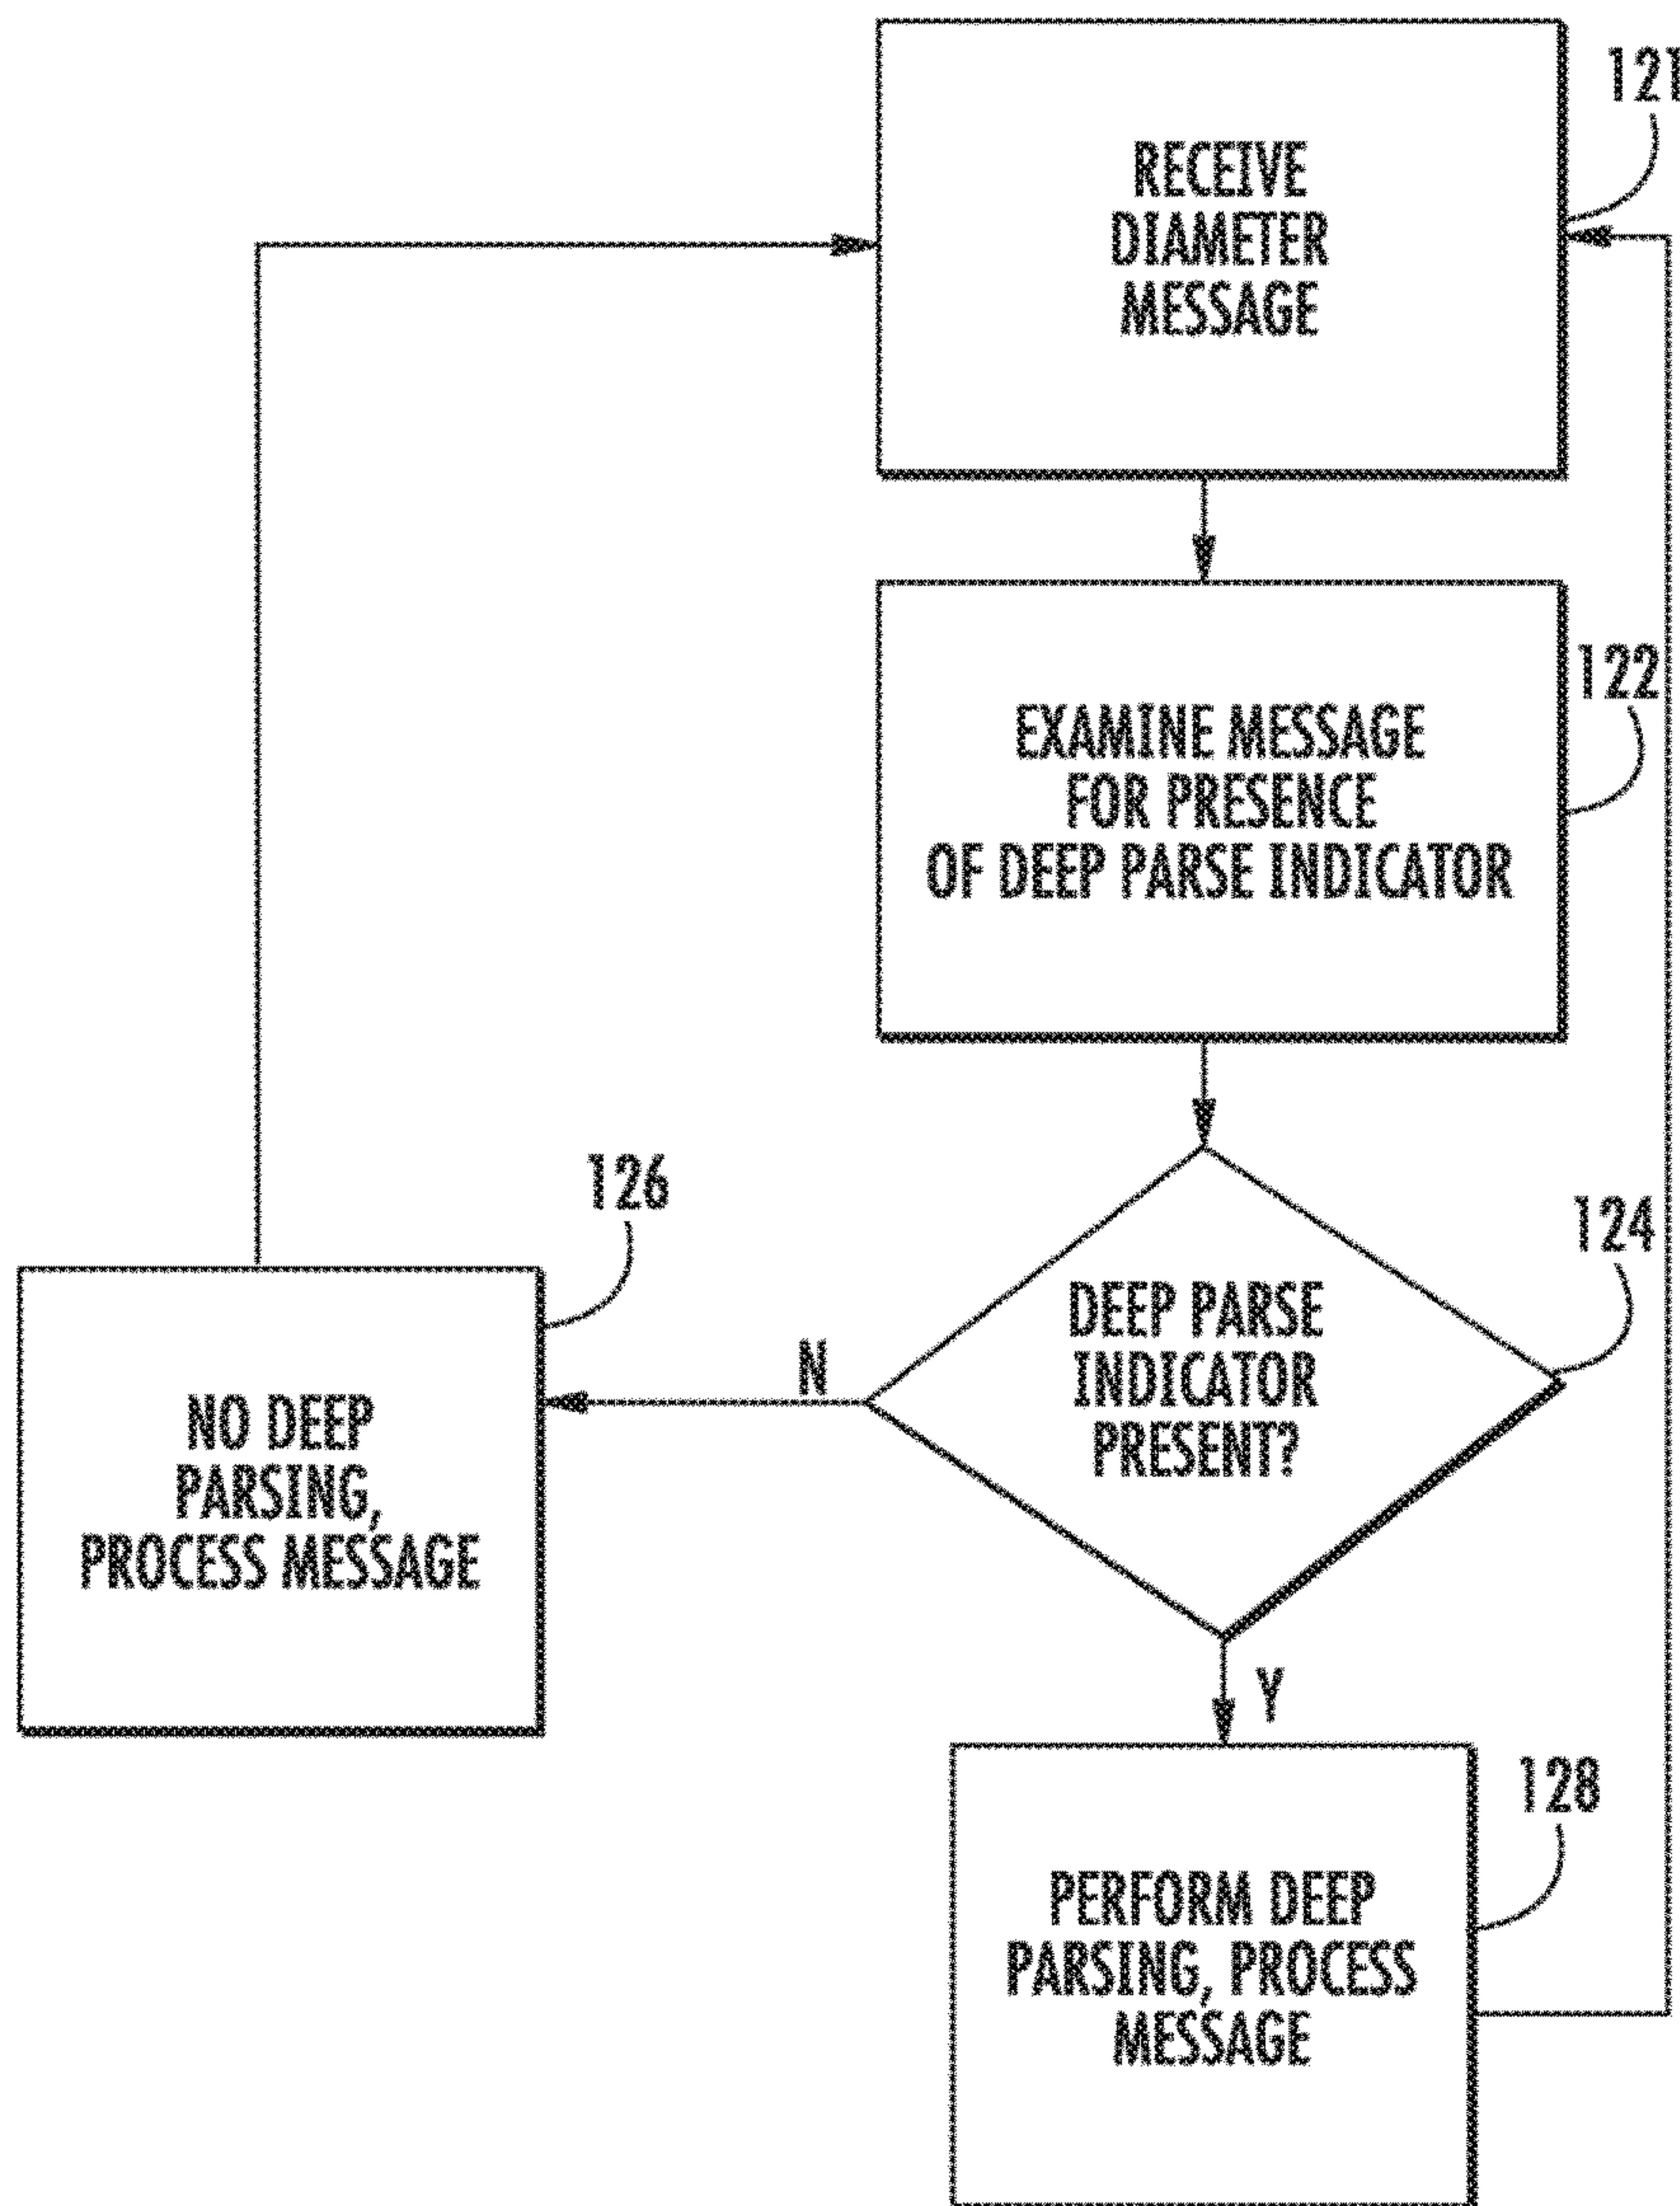 121
RECEIVE
DIAMETER
MESSAGE
122
EXAMINE MESSAGE
FOR PRESENCE
OF DEEP PARSE INDICATOR
124
DEEP PARSE
INDICATOR
PRESENT?
N
126
NO DEEP
PARSING,
PROCESS MESSAGE
Y
128
PERFORM DEEP
PARSING, PROCESS
MESSAGE